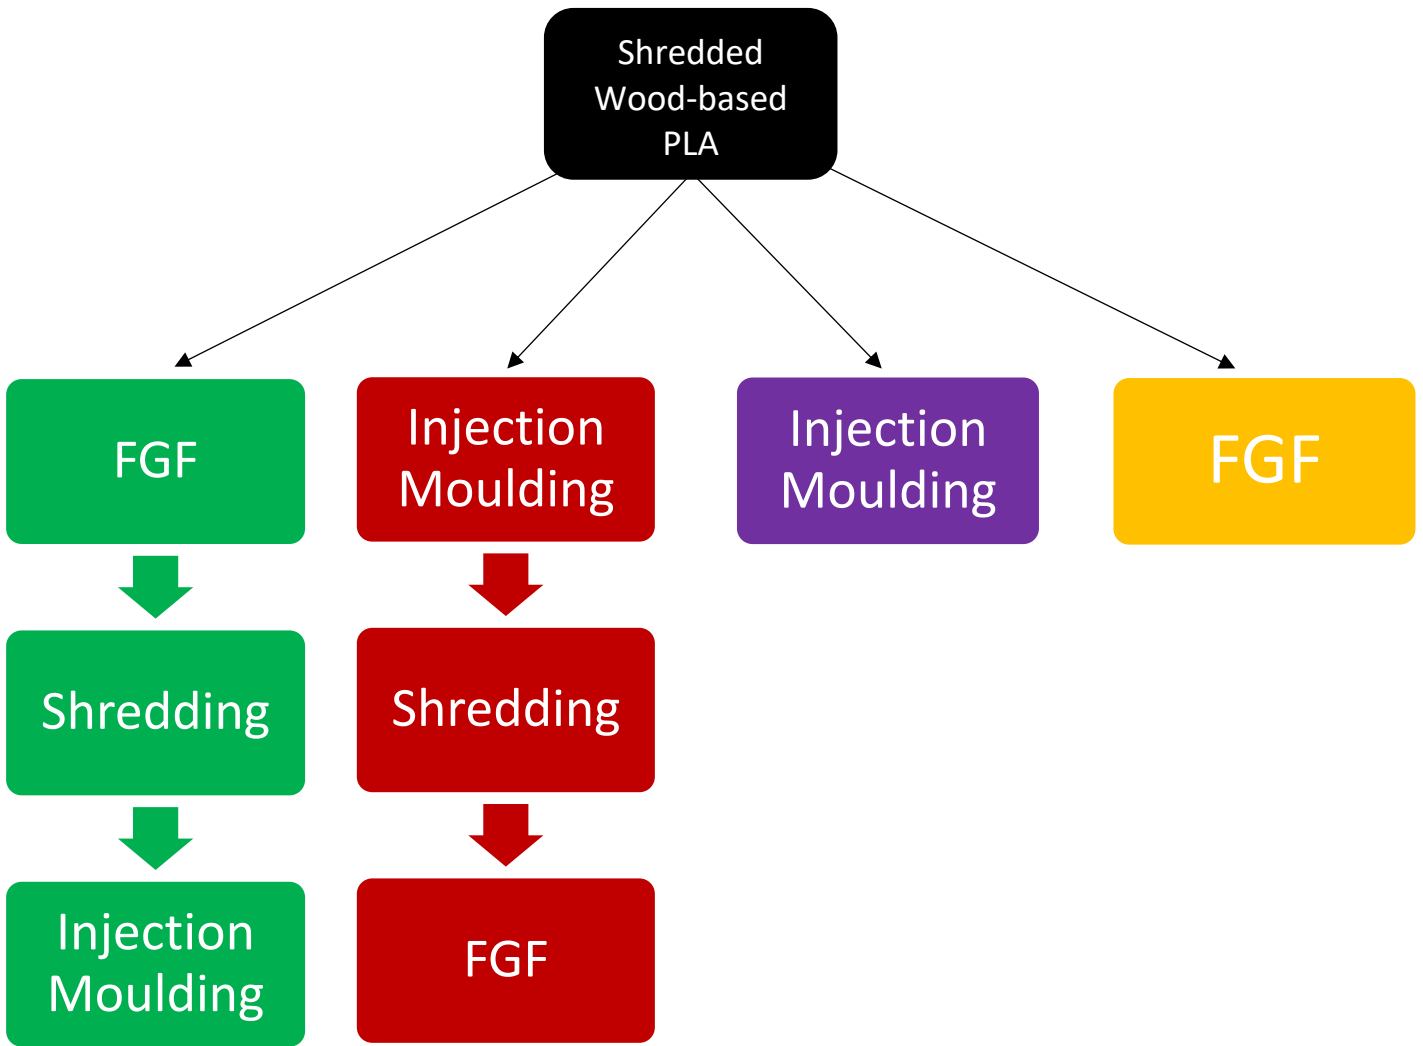 Shredded
Wood-based
PLA
FGF
Injection
Moulding
Injection
Moulding
FGF
Shredding
Shredding
Injection
Moulding
FGF